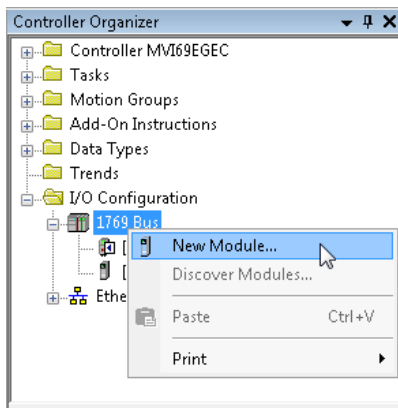 Controller Organizer
Controller MVI69EGEC
Tasks
Motion Groups
Add-On Instructions
Data Types
Trends
I/O Configuration
1769 Bus
[
New Module...
[
Discover Modules...
Ethe
Paste Ctrl+V
Print